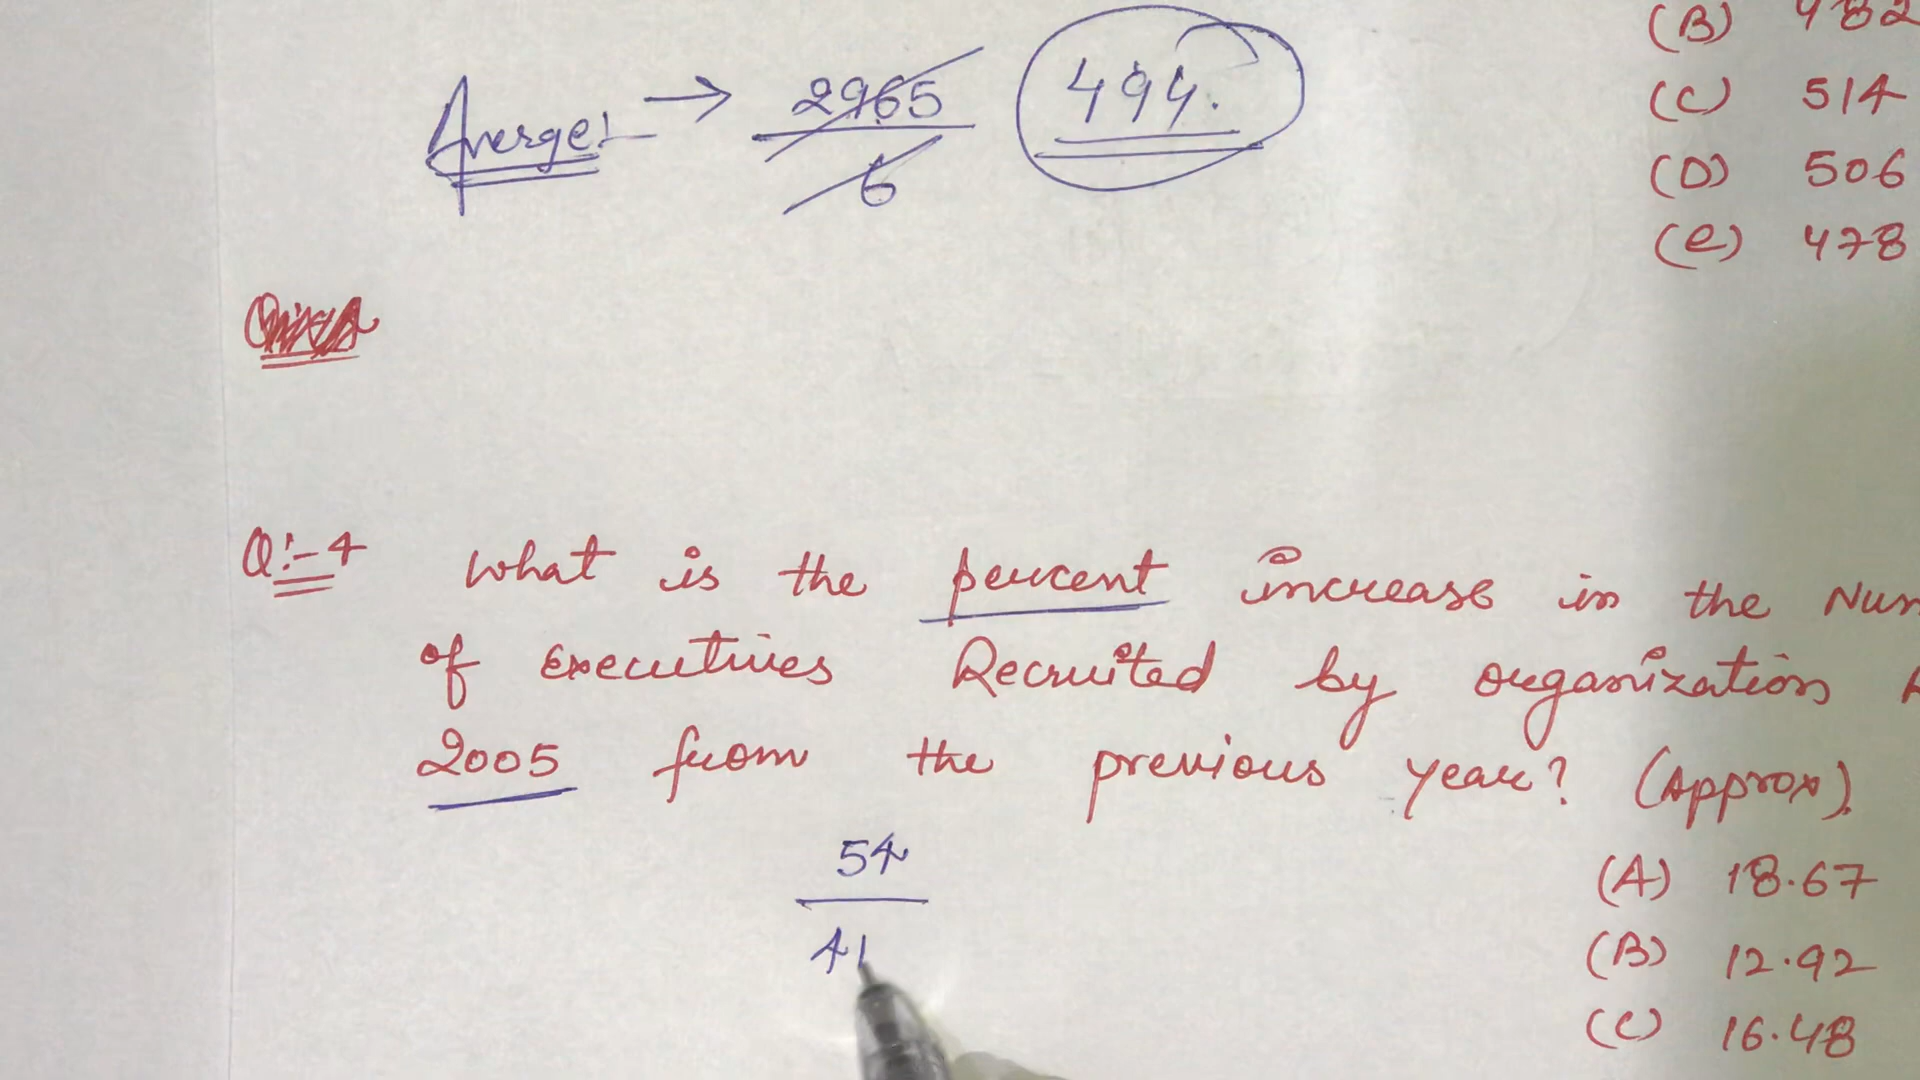 (B) 482
Averge:- → 2965 / 6 494.
(C) 514
(D) 506
(e) 478
Q:-4 What is the percent increase in the Num
of executives Recruited by organization
2005 from the previous year? (Approx).
54
41
(A) 18.67
(B) 12.92
(C) 16.48